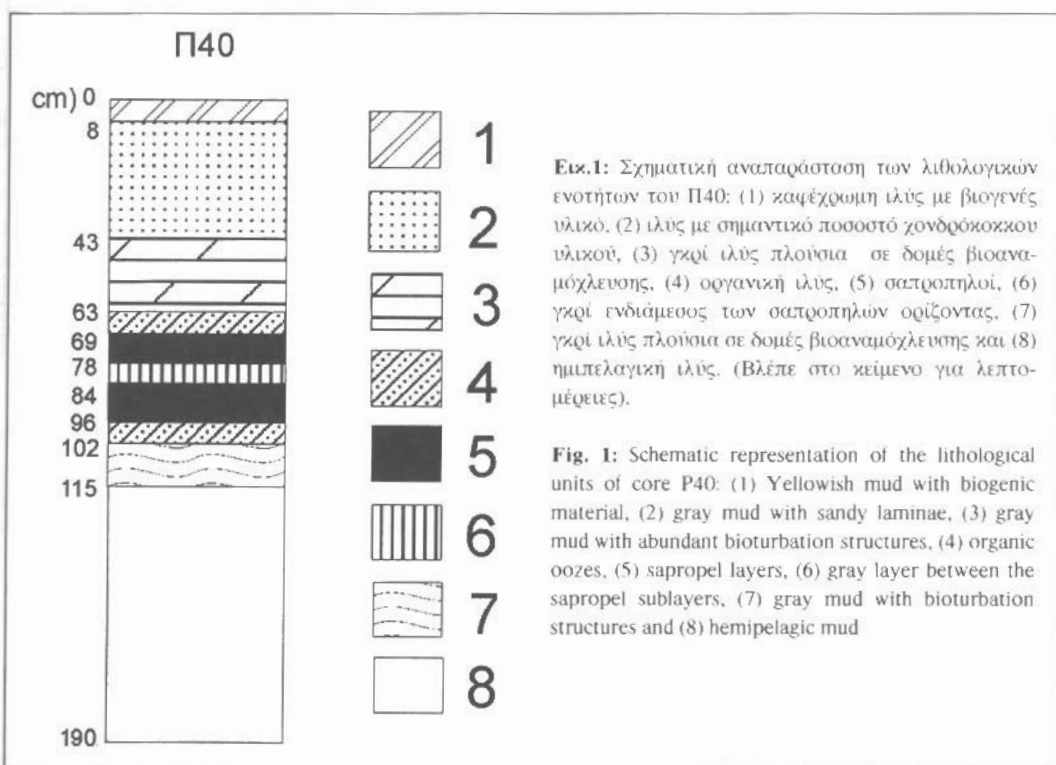 Π40
cm) 0
8
43
63
69
78
84
96
102
115
190
1
2
3
4
5
6
7
8
Εικ.1: Σχηματική αναπαράσταση των λιθολογικών
ενοτήτων του Π40: (1) καφέχρωμη ιλύς με βιογενές
υλικό, (2) ιλύς με σημαντικό ποσοστό χονδρόκοκκου
υλικού, (3) γκρί ιλύς πλούσια σε δομές βιοανα-
μόχλευσης, (4) οργανική ιλύς, (5) σαπροπηλοί, (6)
γκρί ενδιάμεσος των σαπροπηλών ορίζοντας, (7)
γκρί ιλύς πλούσια σε δομές βιοαναμόχλευσης και (8)
ημιπελαγική ιλύς. (Βλέπε στο κείμενο για λεπτο-
μέρειες).
Fig. 1: Schematic representation of the lithological
units of core P40: (1) Yellowish mud with biogenic
material, (2) gray mud with sandy laminae, (3) gray
mud with abundant bioturbation structures, (4) organic
oozes, (5) sapropel layers, (6) gray layer between the
sapropel sublayers, (7) gray mud with bioturbation
structures and (8) hemipelagic mud